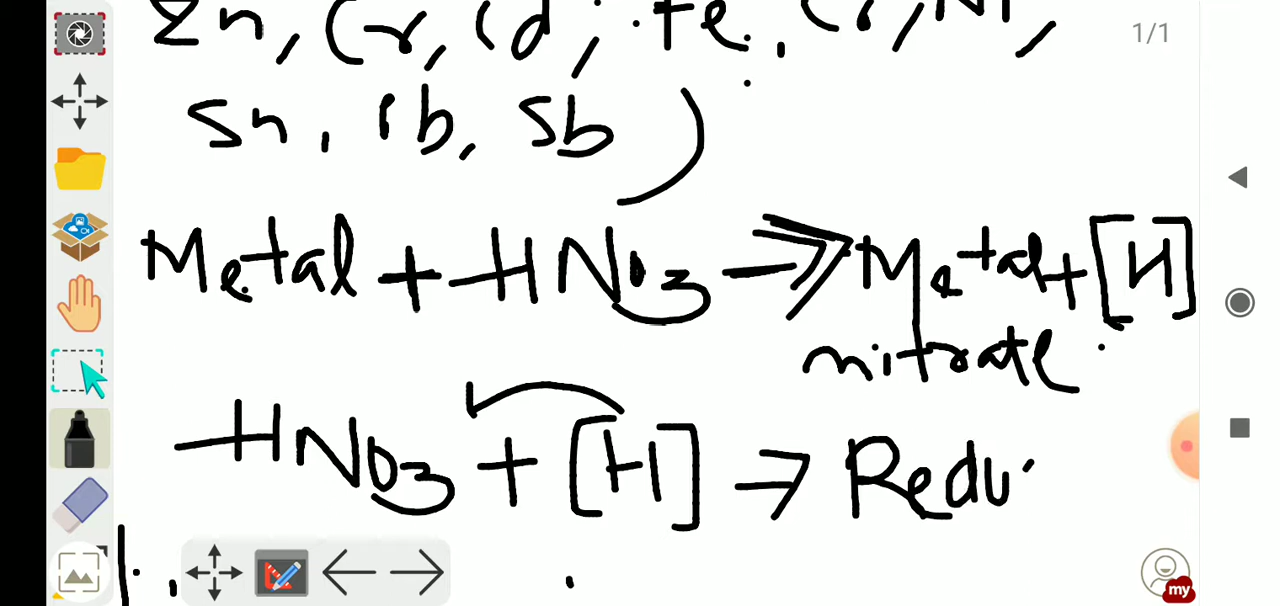 1/1
Zn, Cr, Cd, Fe, Co, Ni,
Sn, Pb, Sb)
Metal + HNO3 → Metal + [H]
nitrate
HNO3 + [H] → Redu
my